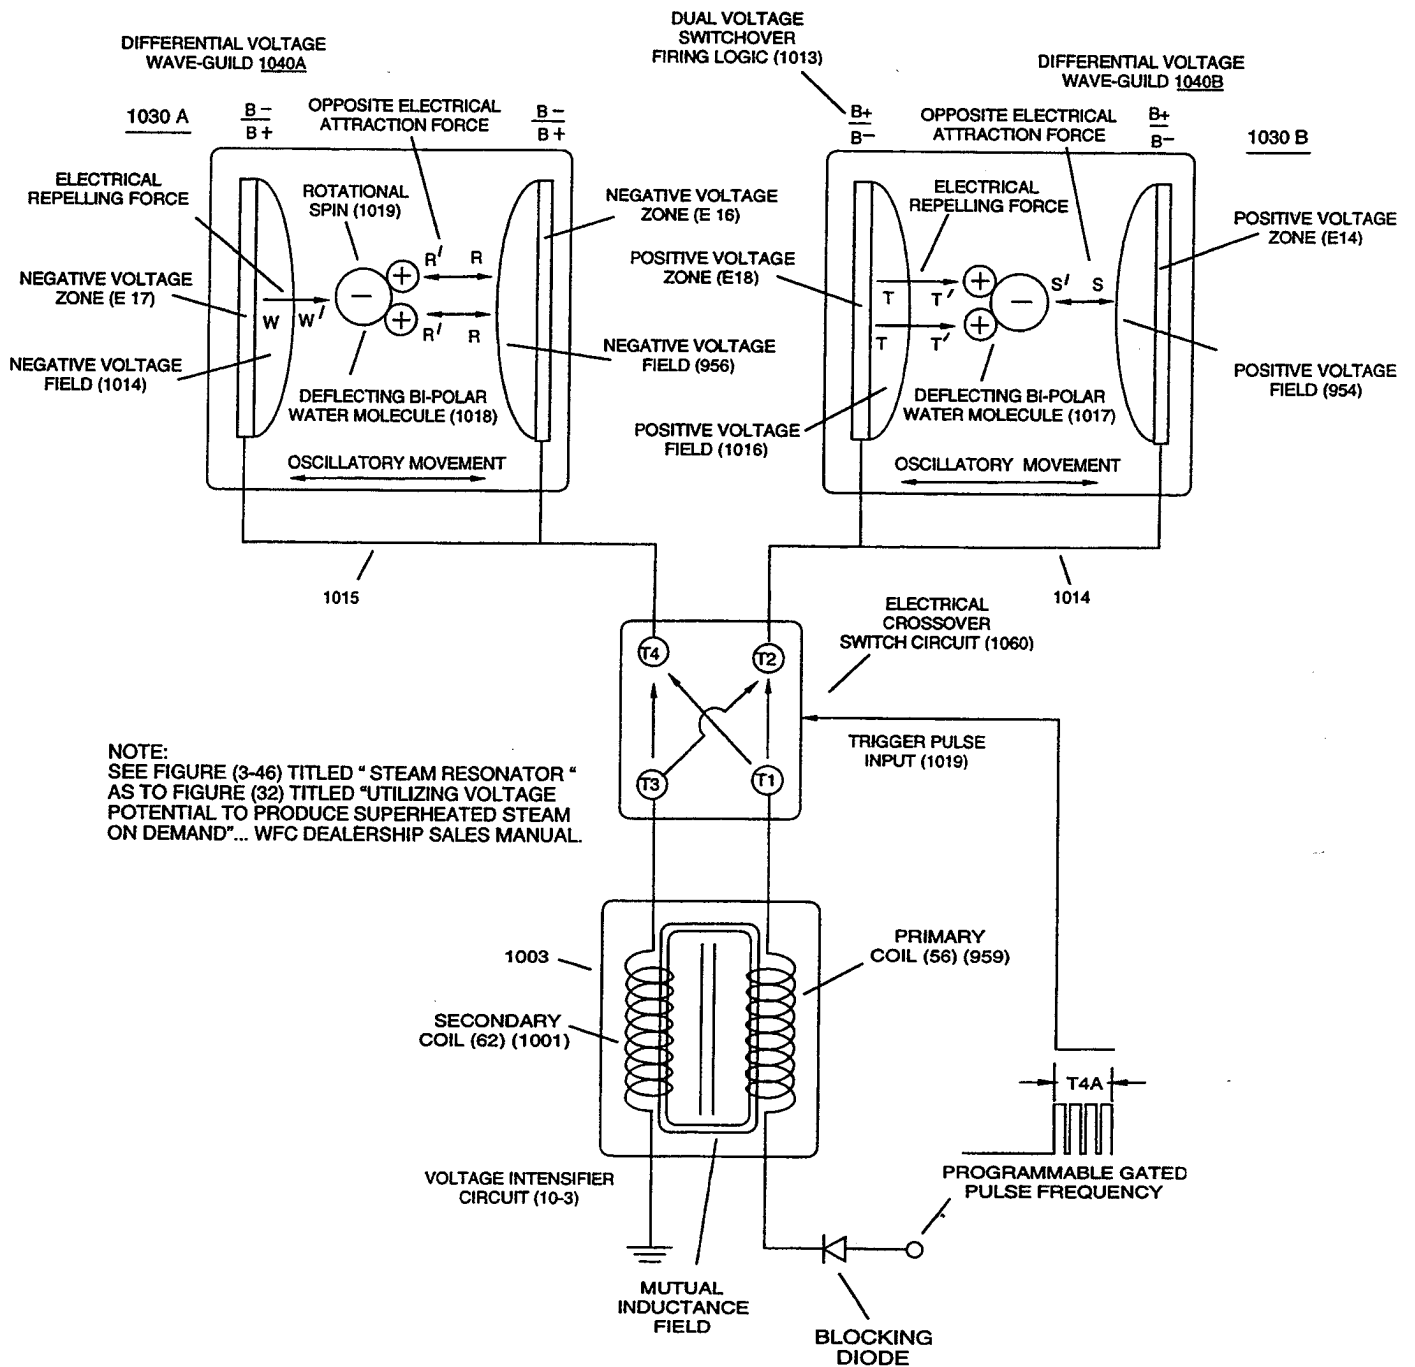 DUAL VOLTAGE
SWITCHOVER
FIRING LOGIC (1013)
DIFFERENTIAL VOLTAGE
WAVE-GUILD 1040A
DIFFERENTIAL VOLTAGE
WAVE-GUILD 1040B
1030 A
B –
B +
OPPOSITE ELECTRICAL
ATTRACTION FORCE
B –
B +
B+
B–
OPPOSITE ELECTRICAL
ATTRACTION FORCE
B+
B–
1030 B
ELECTRICAL
REPELLING FORCE
ROTATIONAL
SPIN (1019)
NEGATIVE VOLTAGE
ZONE (E 16)
ELECTRICAL
REPELLING FORCE
POSITIVE VOLTAGE
ZONE (E14)
NEGATIVE VOLTAGE
ZONE (E 17)
POSITIVE VOLTAGE
ZONE (E18)
R' R
R' R
W W'
– + +
T T'
T T'
+ + –
S' S
NEGATIVE VOLTAGE
FIELD (1014)
NEGATIVE VOLTAGE
FIELD (956)
POSITIVE VOLTAGE
FIELD (954)
DEFLECTING BI-POLAR
WATER MOLECULE (1018)
DEFLECTING BI-POLAR
WATER MOLECULE (1017)
POSITIVE VOLTAGE
FIELD (1016)
OSCILLATORY MOVEMENT
OSCILLATORY MOVEMENT
1015
1014
ELECTRICAL
CROSSOVER
SWITCH CIRCUIT (1060)
T4 T2
T3 T1
TRIGGER PULSE
INPUT (1019)
NOTE:
SEE FIGURE (3-46) TITLED " STEAM RESONATOR "
AS TO FIGURE (32) TITLED "UTILIZING VOLTAGE
POTENTIAL TO PRODUCE SUPERHEATED STEAM
ON DEMAND"... WFC DEALERSHIP SALES MANUAL.
1003
PRIMARY
COIL (56) (959)
SECONDARY
COIL (62) (1001)
T4A
VOLTAGE INTENSIFIER
CIRCUIT (10-3)
PROGRAMMABLE GATED
PULSE FREQUENCY
MUTUAL
INDUCTANCE
FIELD
BLOCKING
DIODE